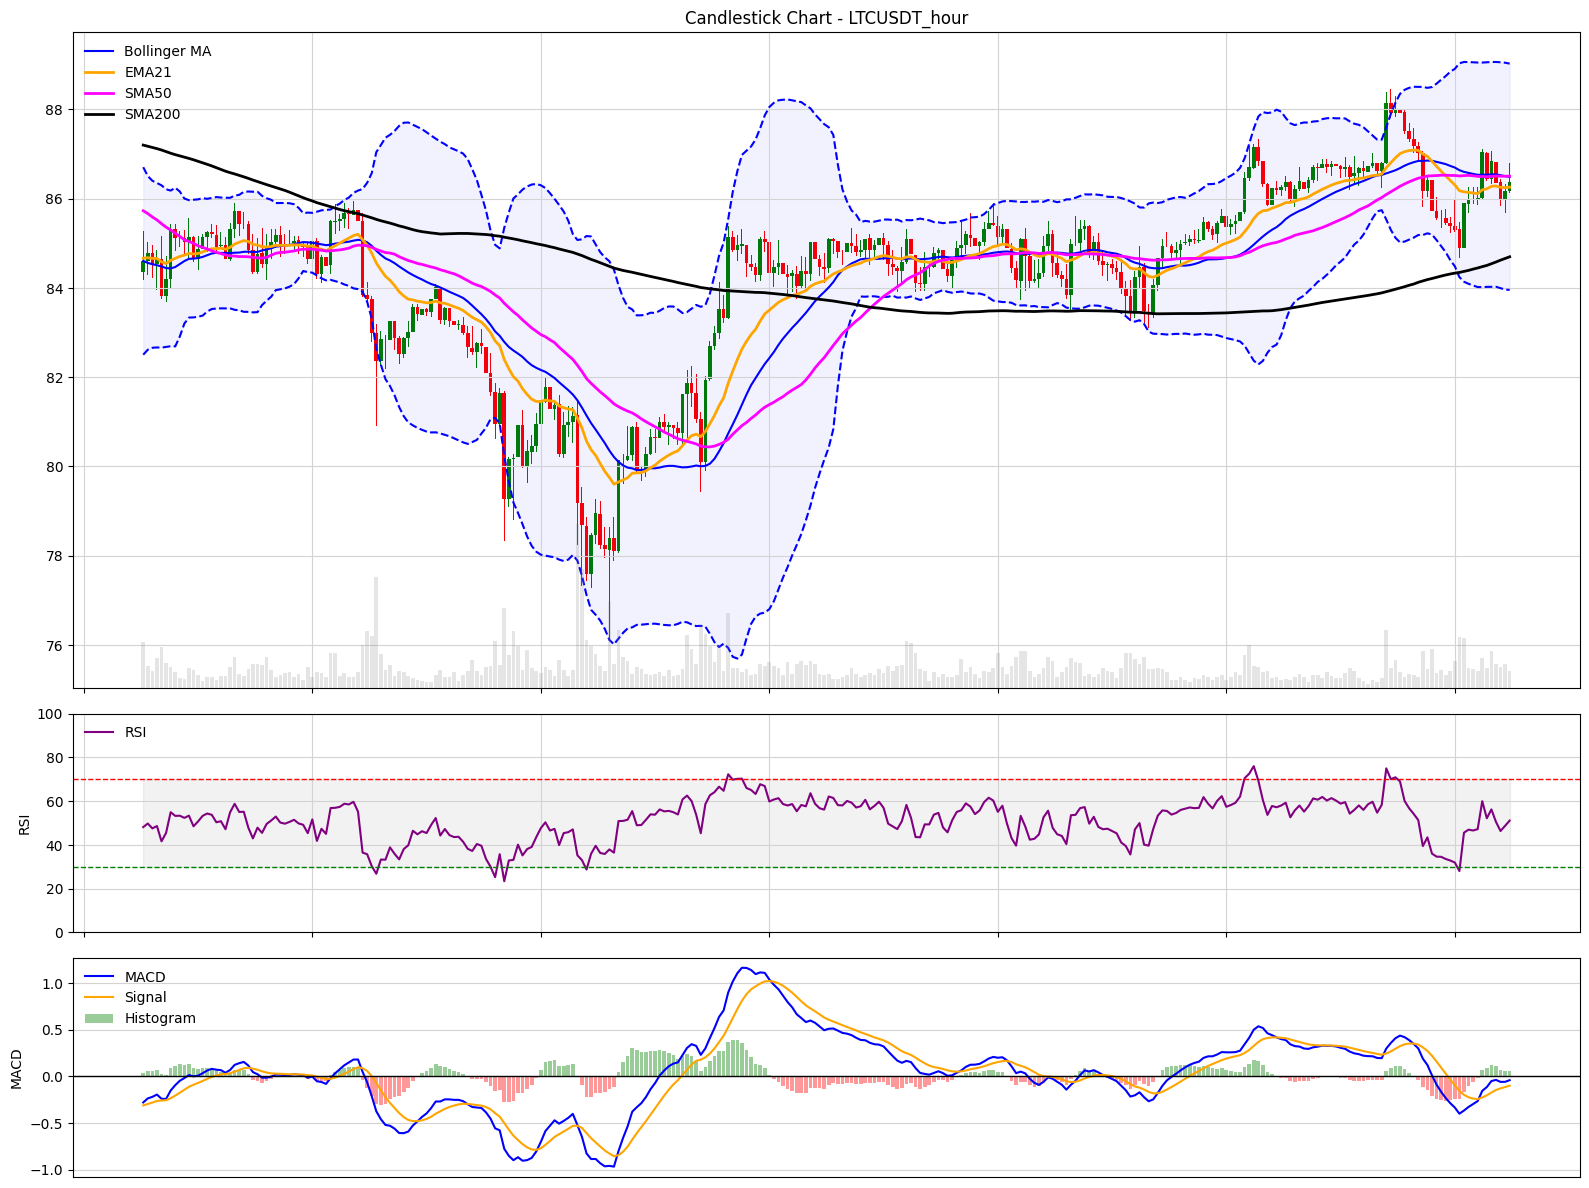 Candlestick Chart - LTCUSDT_hour
Bollinger MA
EMA21
SMA50
SMA200
88
86
84
82
80
78
76
RSI
100
80
60
40
20
0
RSI
MACD
Signal
Histogram
1.0
0.5
0.0
−0.5
−1.0
MACD